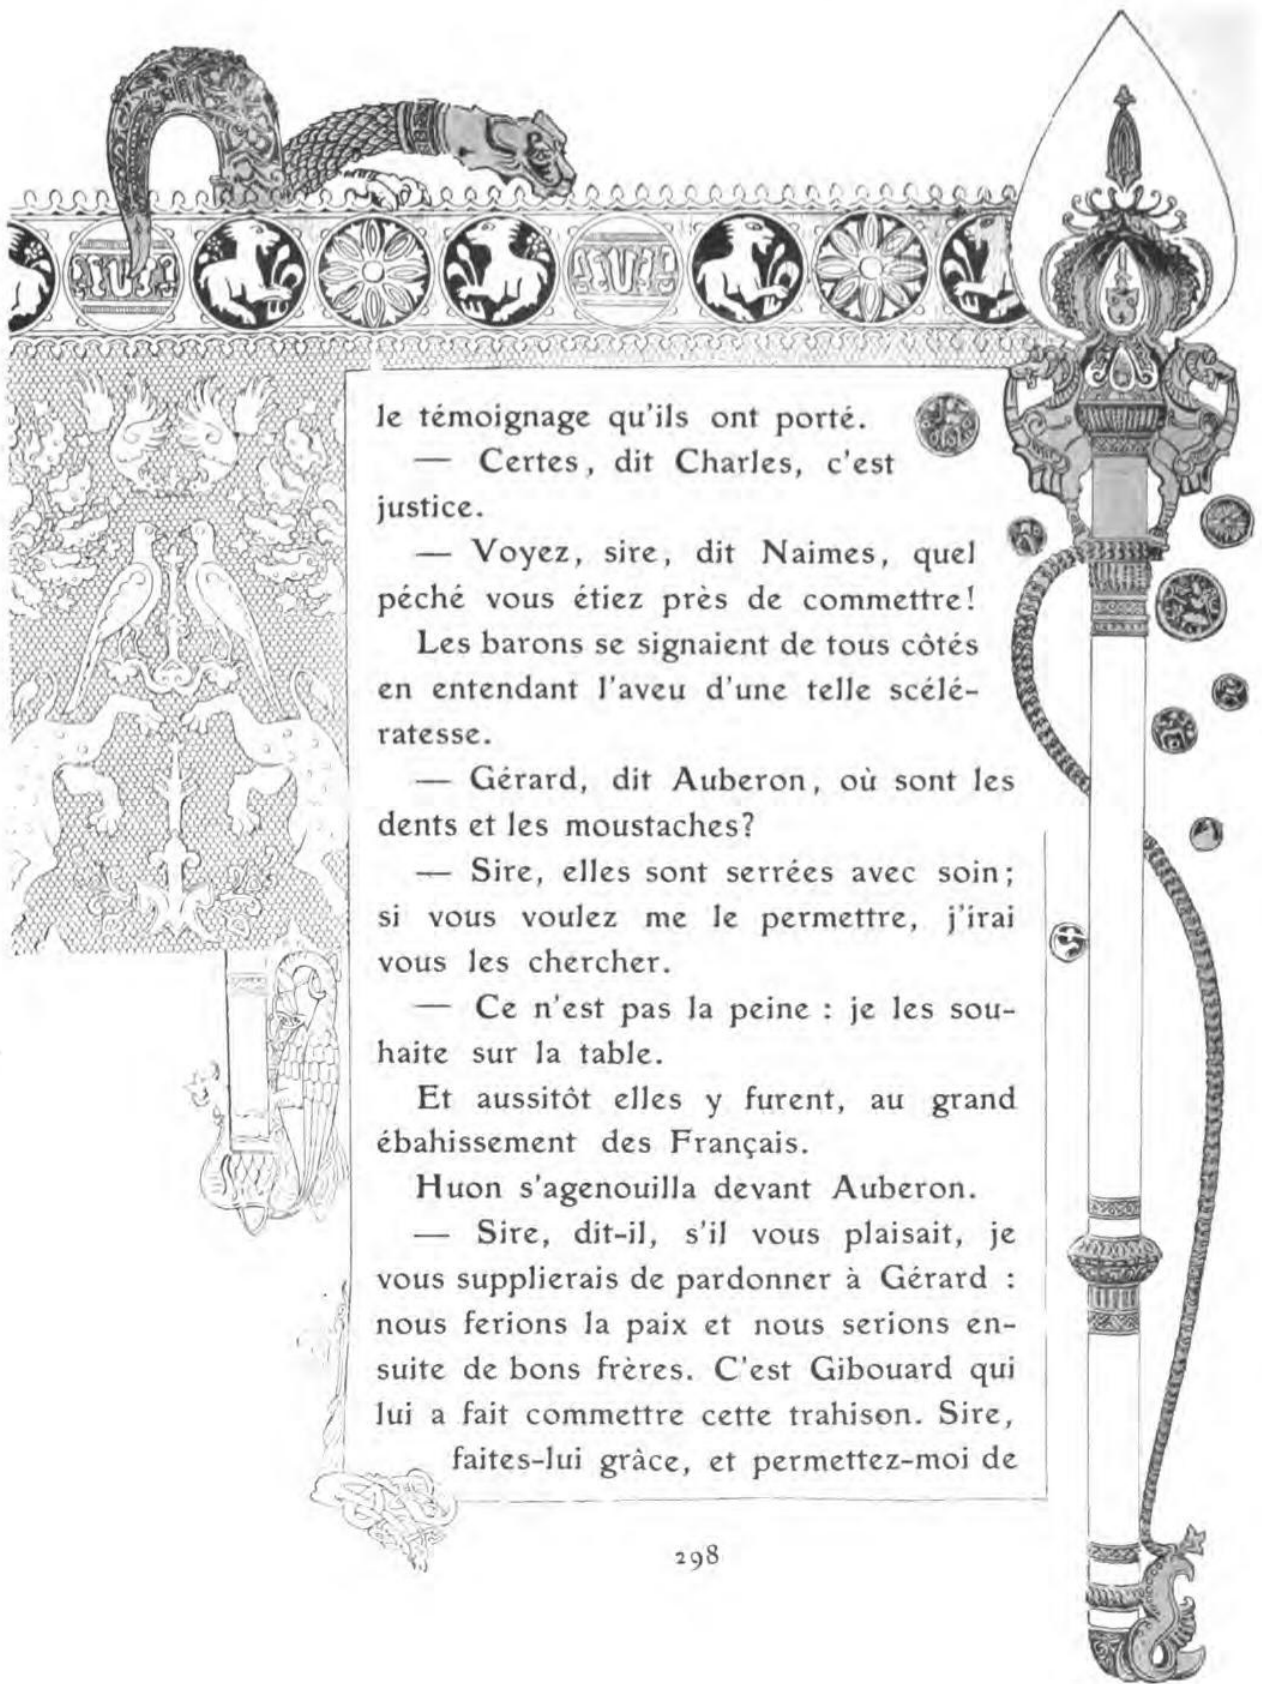 le témoignage qu'ils ont porté.
— Certes, dit Charles, c'est
justice.
— Voyez, sire, dit Naimes, quel
péché vous étiez près de commettre!
Les barons se signaient de tous côtés
en entendant l'aveu d'une telle scélé-
ratesse.
— Gérard, dit Auberon, où sont les
dents et les moustaches?
— Sire, elles sont serrées avec soin;
si vous voulez me le permettre, j'irai
vous les chercher.
— Ce n'est pas la peine : je les sou-
haite sur la table.
Et aussitôt elles y furent, au grand
ébahissement des Français.
Huon s'agenouilla devant Auberon.
— Sire, dit-il, s'il vous plaisait, je
vous supplierais de pardonner à Gérard :
nous ferions la paix et nous serions en-
suite de bons frères. C'est Gibouard qui
lui a fait commettre cette trahison. Sire,
faites-lui grâce, et permettez-moi de
298